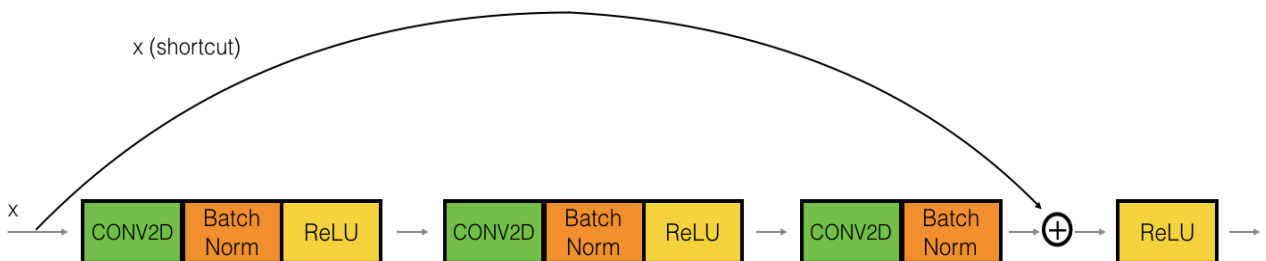 x (shortcut)
x
CONV2D
Batch
Norm
ReLU
CONV2D
Batch
Norm
ReLU
CONV2D
Batch
Norm
ReLU